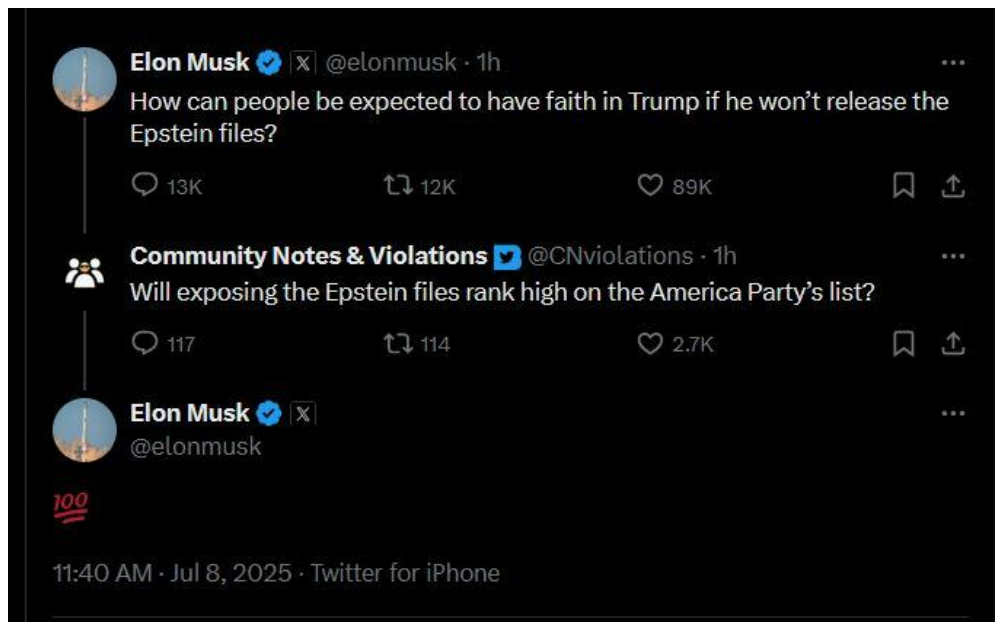 Elon Musk @elonmusk · 1h
How can people be expected to have faith in Trump if he won’t release the
Epstein files?
13K 12K 89K
Community Notes & Violations @CNviolations · 1h
Will exposing the Epstein files rank high on the America Party’s list?
117 114 2.7K
Elon Musk
@elonmusk
💯
11:40 AM · Jul 8, 2025 · Twitter for iPhone